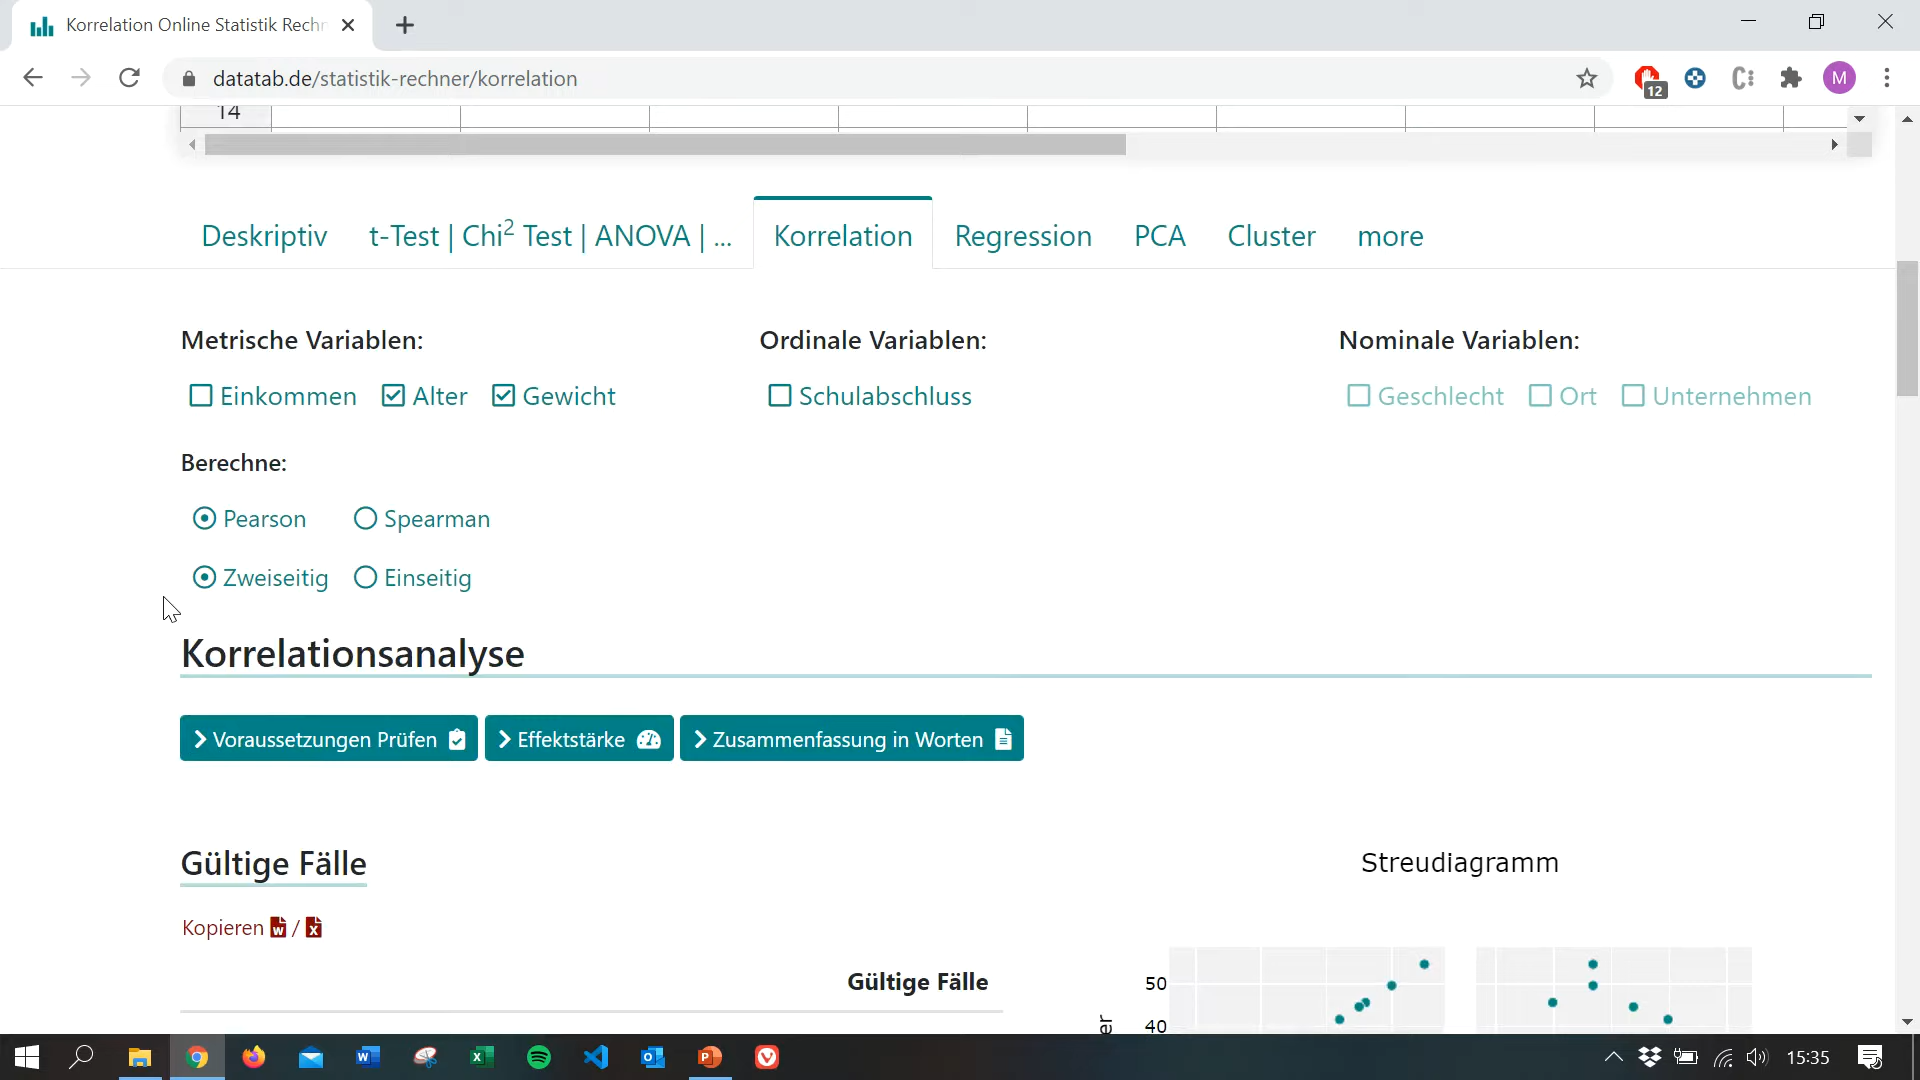 Korrelation Online Statistik Rechn
datatab.de/statistik-rechner/korrelation
12
M
14
Deskriptiv t-Test | Chi2 Test | ANOVA | ... Korrelation Regression PCA Cluster more
Metrische Variablen: Ordinale Variablen: Nominale Variablen:
Einkommen Alter Gewicht Schulabschluss Geschlecht Ort Unternehmen
Berechne:
Pearson Spearman
Zweiseitig Einseitig
Korrelationsanalyse
Voraussetzungen Prüfen Effektstärke Zusammenfassung in Worten
Gültige Fälle Streudiagramm
Kopieren /
Gültige Fälle
50
40
er
15:35